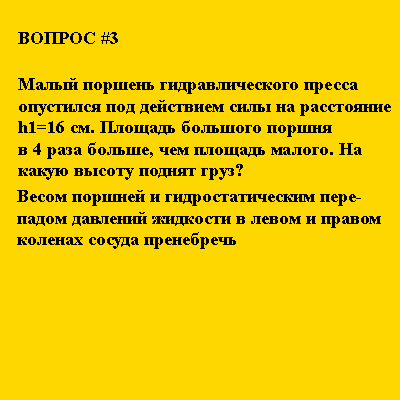 ВОПРОС #3
Малый поршень гидравлического пресса
опустился под действием силы на расстояние
h1=16 см. Площадь большого поршня
в 4 раза больше, чем площадь малого. На
какую высоту поднят груз?
Весом поршней и гидростатическим пере-
падом давлений жидкости в левом и правом
коленах сосуда пренебречь